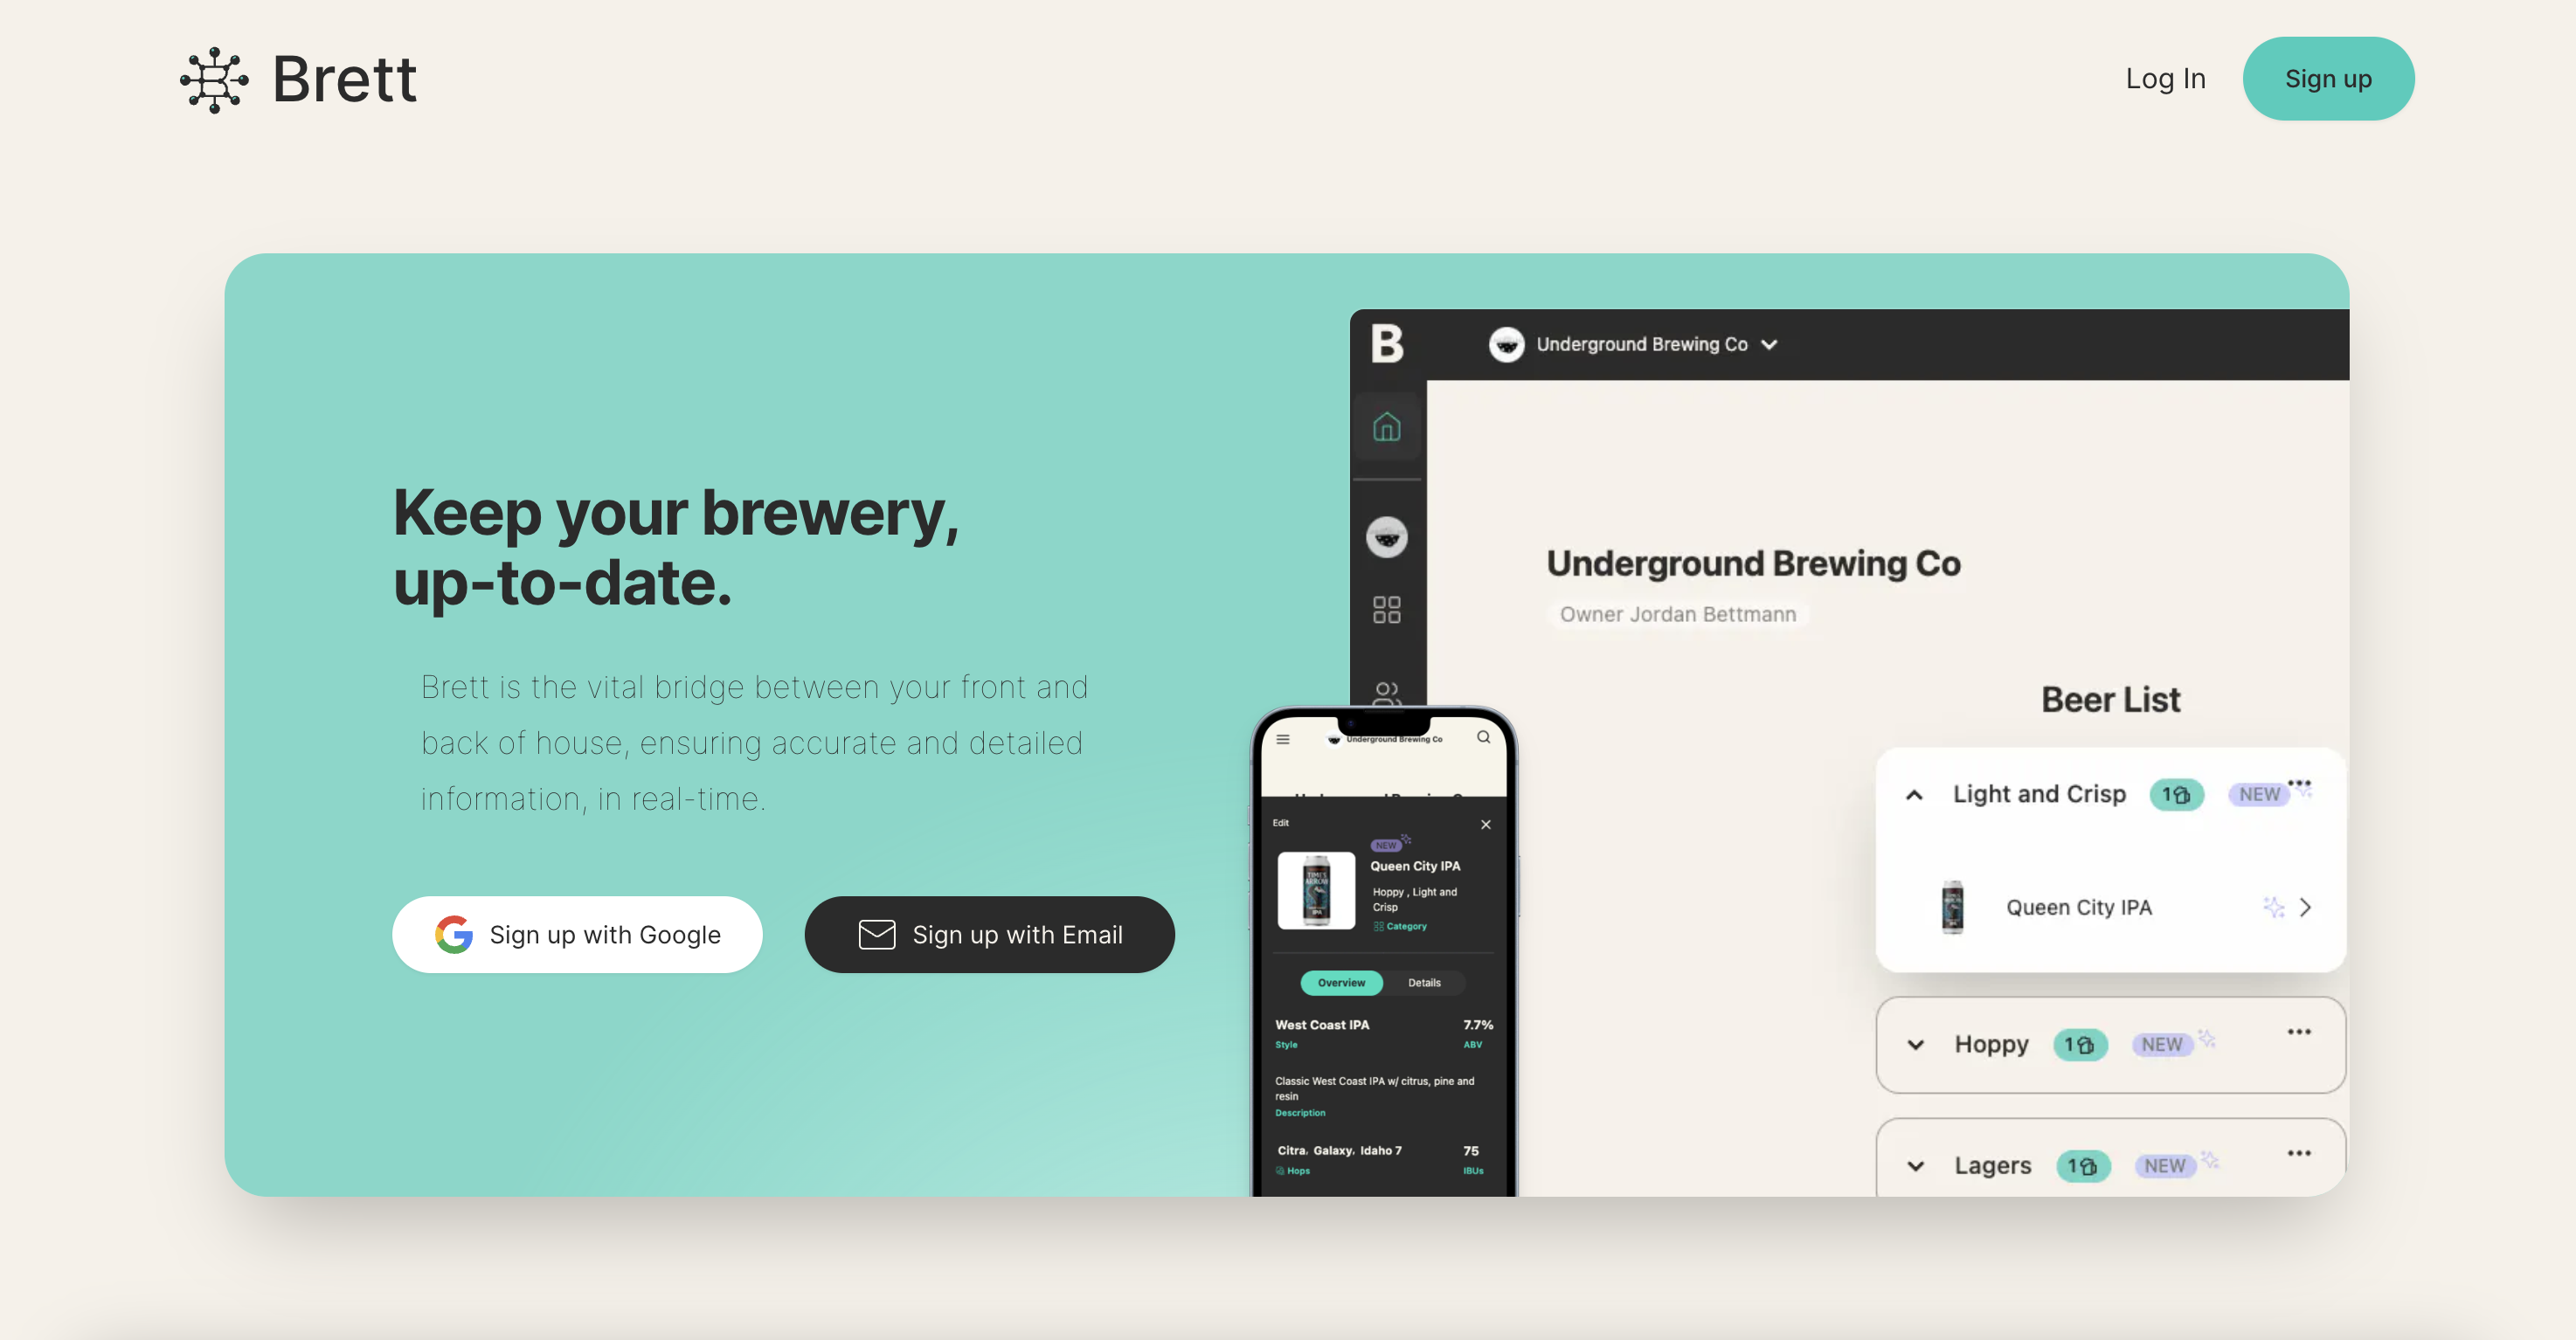 Brett
Log In
Sign up
Keep your brewery,
up-to-date.
Brett is the vital bridge between your front and
back of house, ensuring accurate and detailed
information, in real-time.
Sign up with Google
Sign up with Email
B
Underground Brewing Co
Underground Brewing Co
Owner Jordan Bettmann
Beer List
Light and Crisp 1 NEW
Queen City IPA
Hoppy 1 NEW
Lagers 1 NEW
Underground Brewing Co
Edit
NEW
Queen City IPA
Hoppy , Light and
Crisp
Category
TIMES
ARROW
IPA
Overview Details
West Coast IPA 7.7%
Style ABV
Classic West Coast IPA w/ citrus, pine and
resin
Description
Citra, Galaxy, Idaho 7 75
Hops IBUs